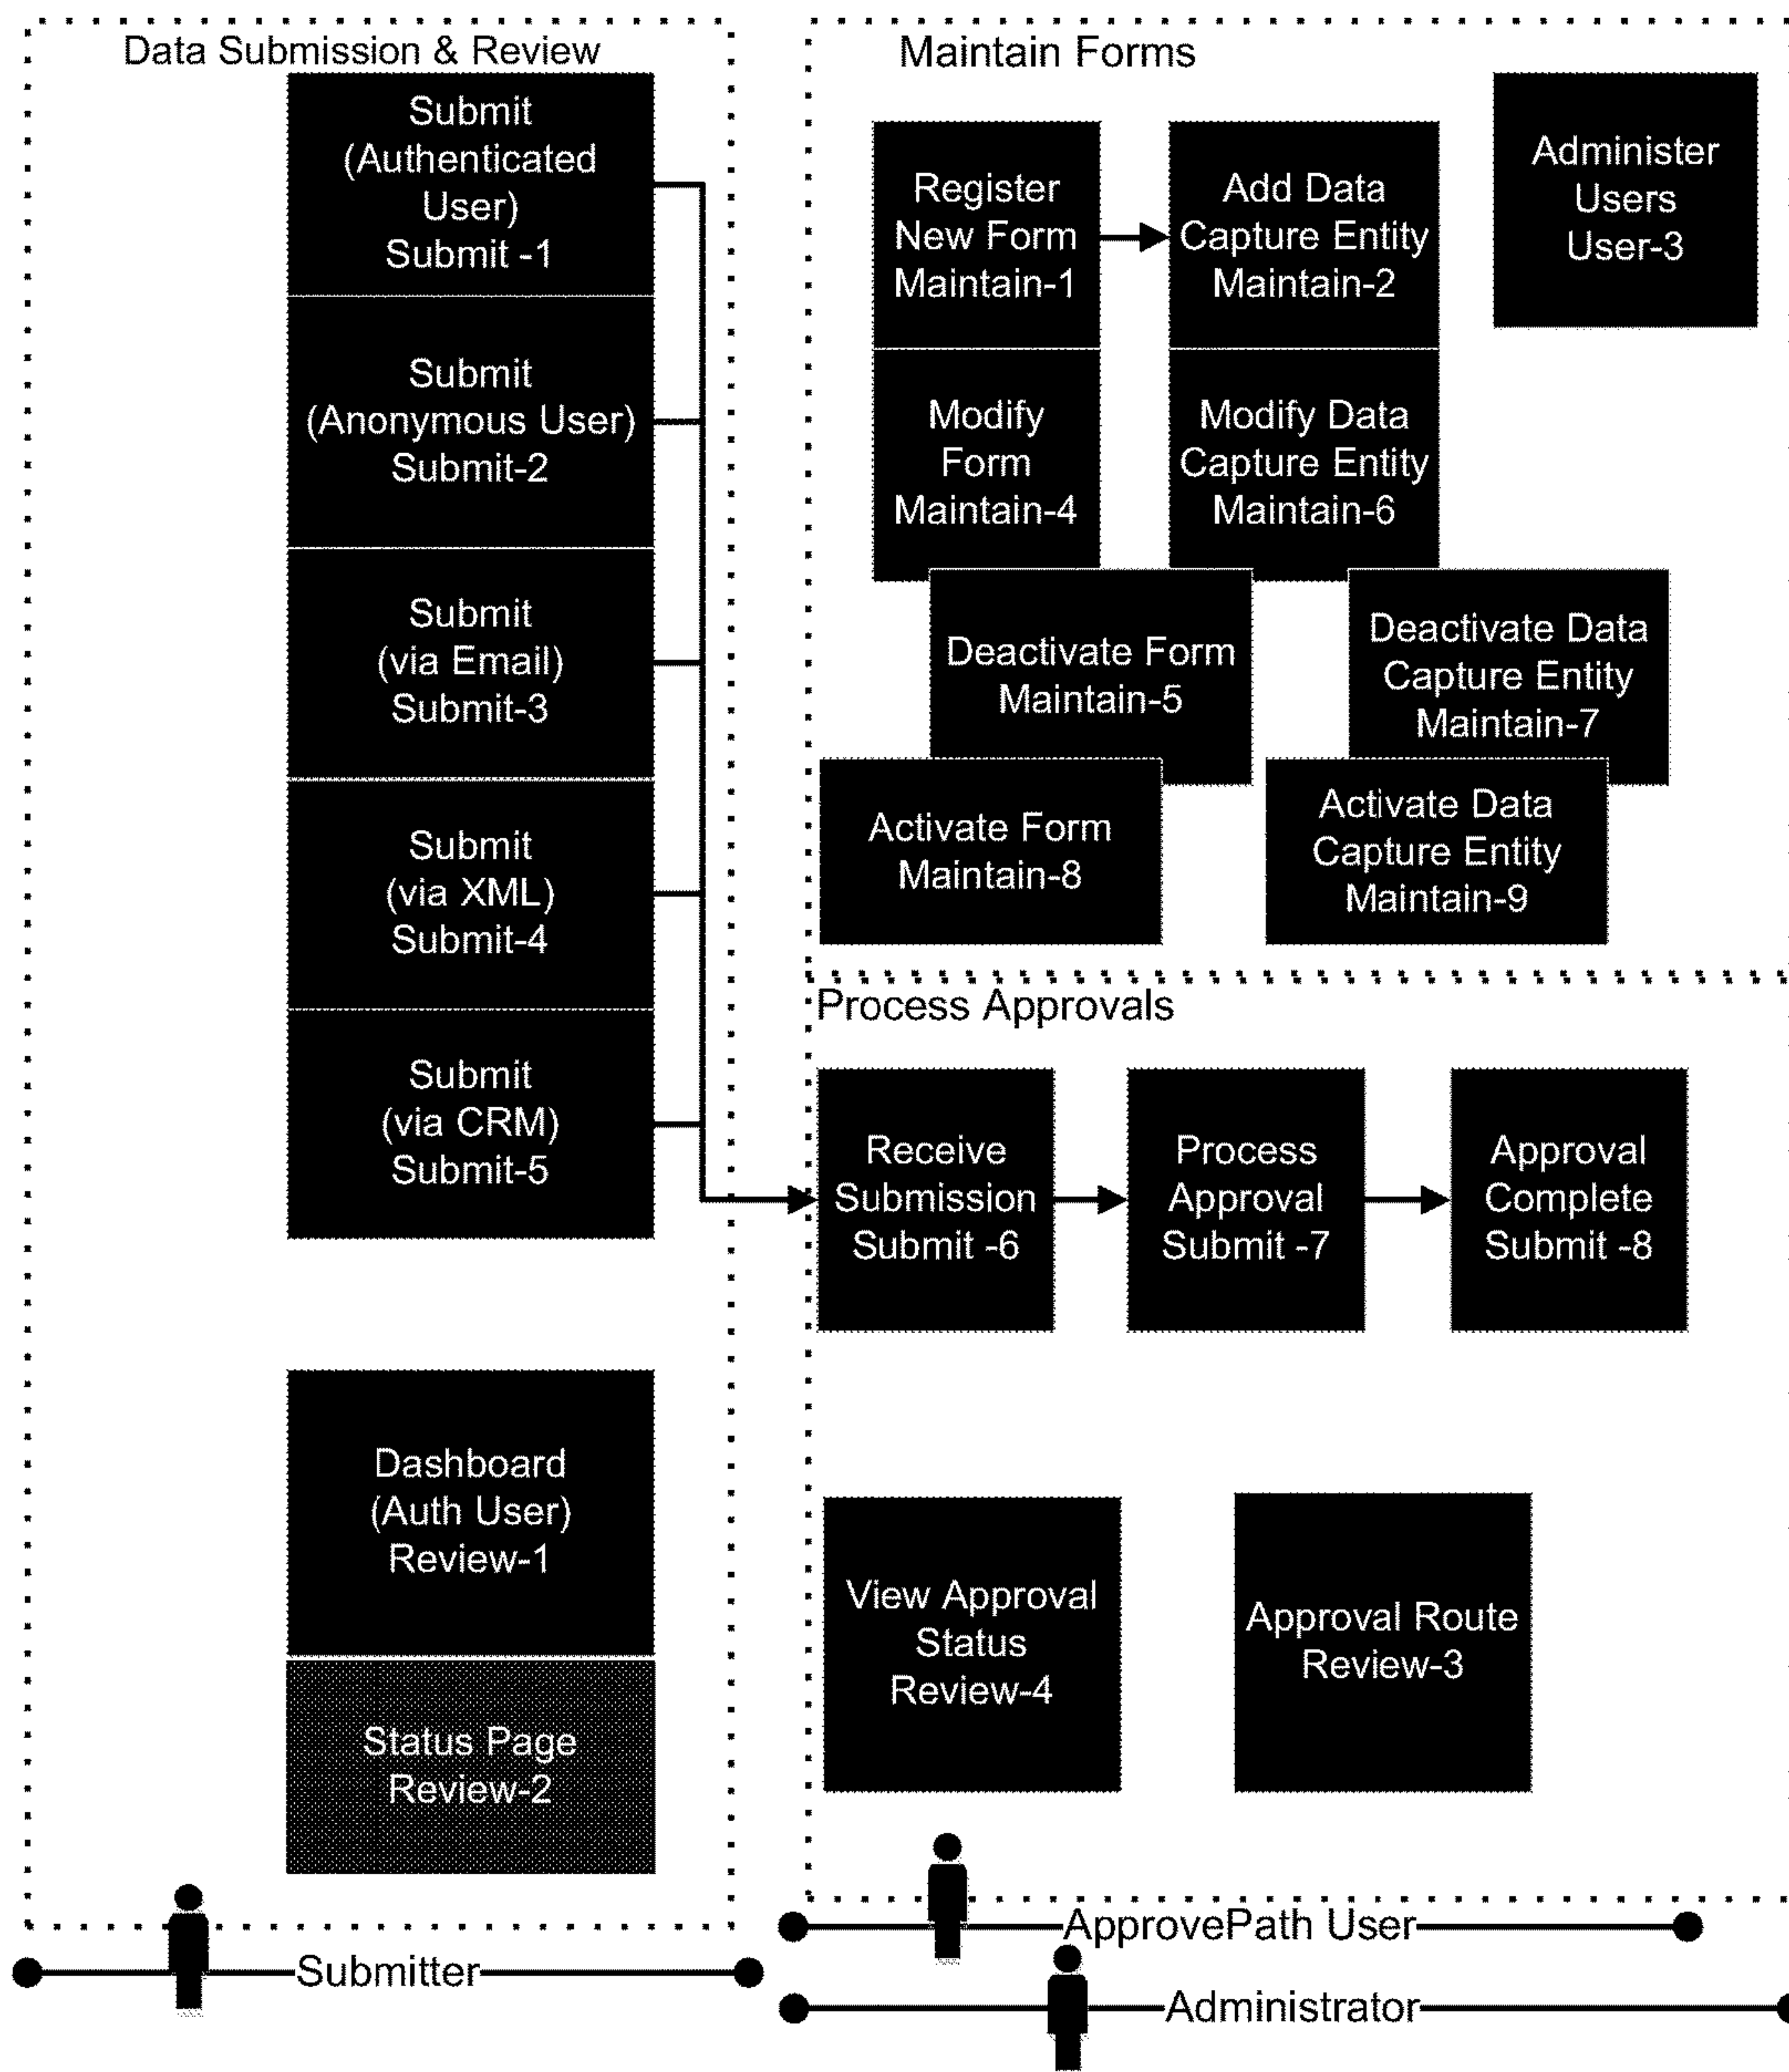 Data Submission & Review
Submit
(Authenticated
User)
Submit -1
Submit
(Anonymous User)
Submit-2
Submit
(via Email)
Submit-3
Submit
(via XML)
Submit-4
Submit
(via CRM)
Submit-5
Dashboard
(Auth User)
Review-1
Status Page
Review-2
Submitter
Maintain Forms
Register
New Form
Maintain-1
Add Data
Capture Entity
Maintain-2
Administer
Users
User-3
Modify
Form
Maintain-4
Modify Data
Capture Entity
Maintain-6
Deactivate Form
Maintain-5
Deactivate Data
Capture Entity
Maintain-7
Activate Form
Maintain-8
Activate Data
Capture Entity
Maintain-9
Process Approvals
Receive
Submission
Submit -6
Process
Approval
Submit -7
Approval
Complete
Submit -8
View Approval
Status
Review-4
Approval Route
Review-3
ApprovePath User
Administrator